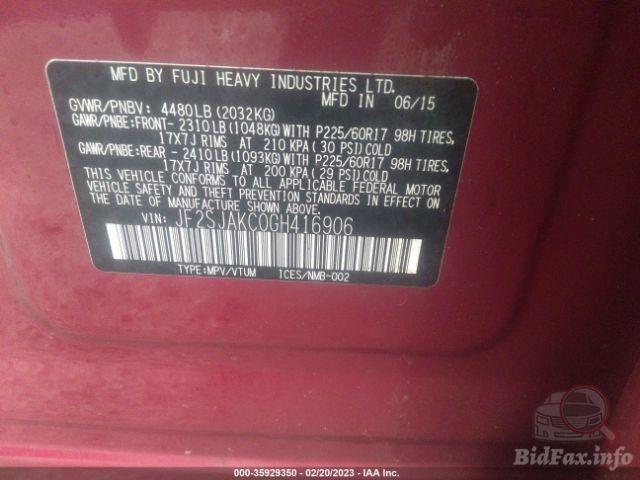 MFD BY FUJI HEAVY INDUSTRIES LTD.
MFD IN 06/15
GVWR/PNBV: 4480LB (2032KG)
GAWR/PNBE:FRONT- 2310LB (1048KG) WITH P225/60R17 98H TIRES,
17X7J RIMS AT 210 KPA ( 30 PSI) COLD
GAWR/PNBE:REAR - 2410LB (1093KG) WITH P225/60R17 98H TIRES,
17X7J RIMS AT 200 KPA ( 29 PSI) COLD
THIS VEHICLE CONFORMS TO ALL APPLICABLE FEDERAL MOTOR
VEHICLE SAFETY AND THEFT PREVENTION STANDARDS IN EFFECT ON
THE DATE OF MANUFACTURE SHOWN ABOVE.
VIN: JF2SJAKC0GH416906
TYPE:MPV/VTUM ICES/NMB-002
BidFax.info
000-35929350 - 02/20/2023 - IAA Inc.